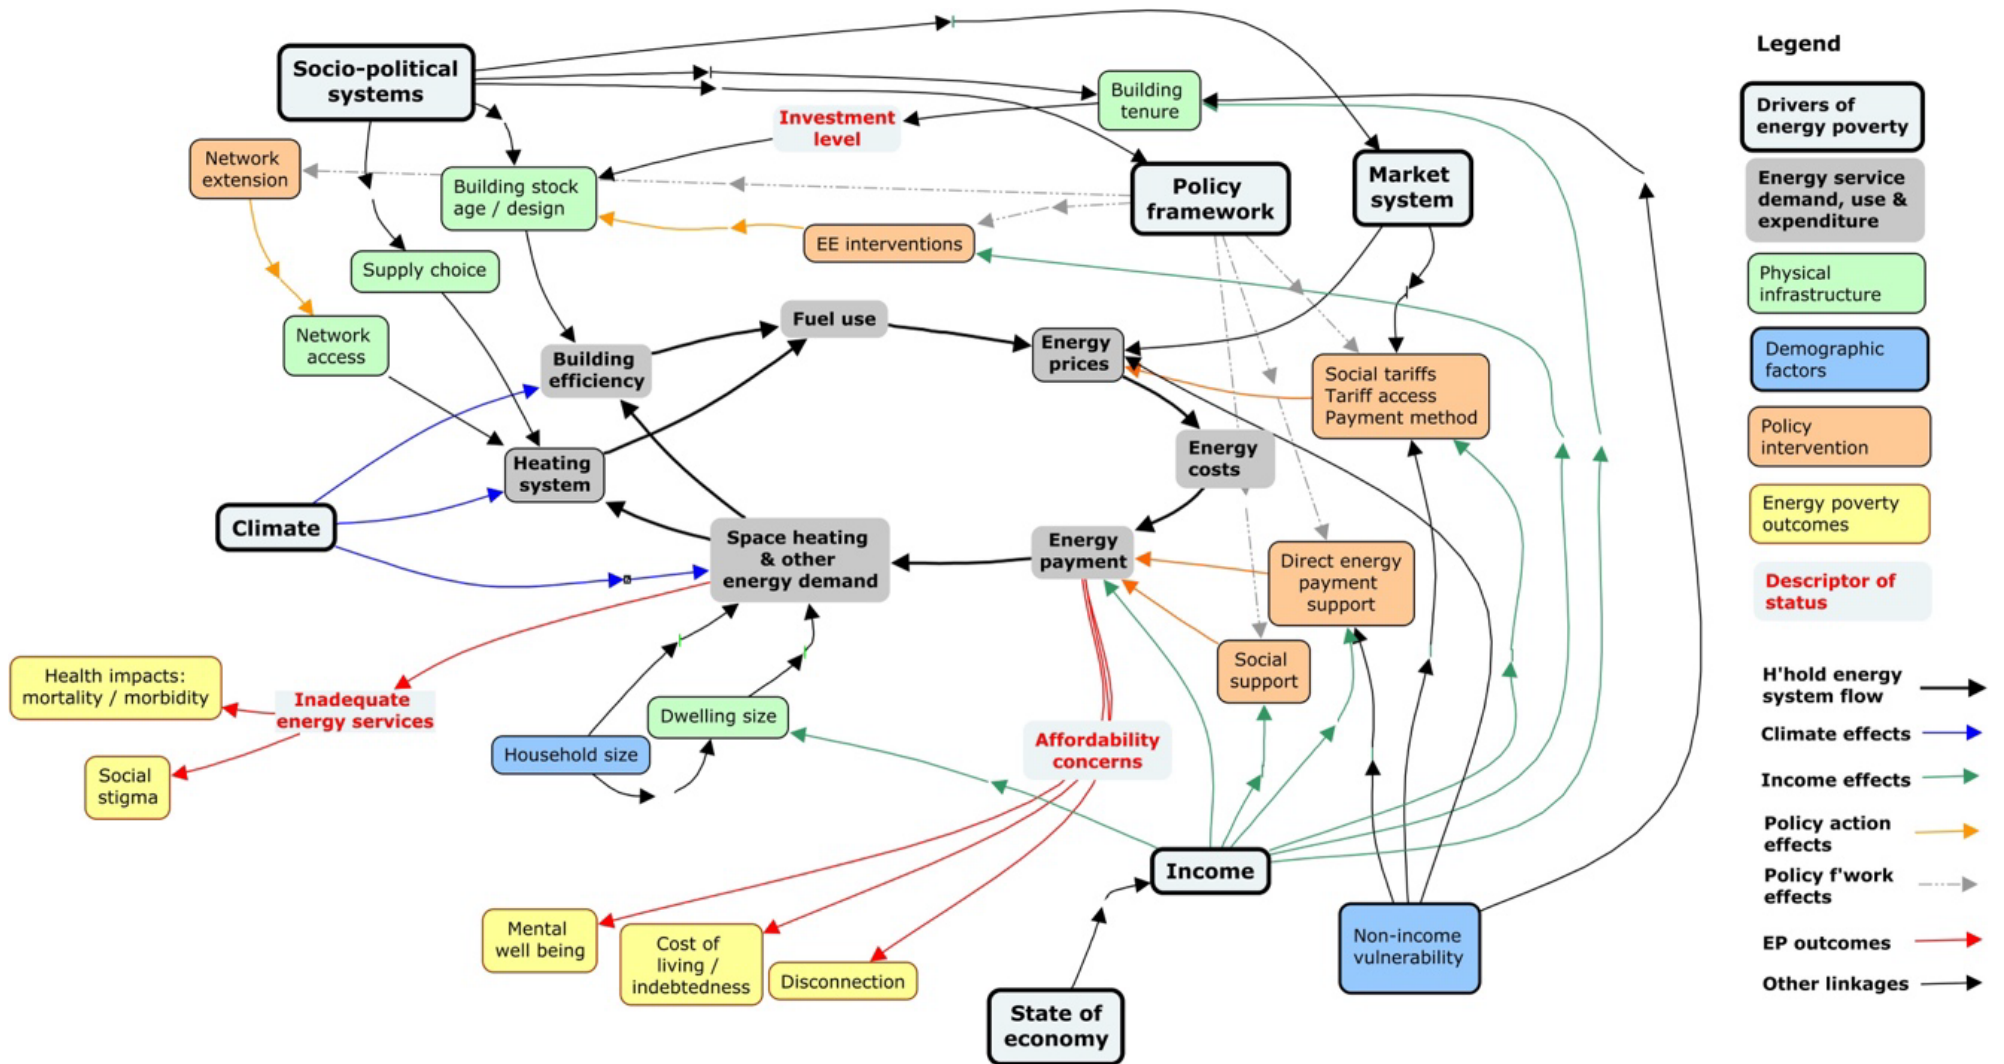 Socio-political
systems
Building
tenure
Investment
level
Network
extension
Building stock
age / design
Policy
framework
Market
system
EE interventions
Supply choice
Network
access
Fuel use
Building
efficiency
Energy
prices
Social tariffs
Tariff access
Payment method
Heating
system
Energy
costs
Climate
Space heating
& other
energy demand
Energy
payment
Direct energy
payment
support
Social
support
Health impacts:
mortality / morbidity
Inadequate
energy services
Dwelling size
Household size
Affordability
concerns
Social
stigma
Income
Mental
well being
Cost of
living /
indebtedness
Disconnection
Non-income
vulnerability
State of
economy
Legend
Drivers of
energy poverty
Energy service
demand, use &
expenditure
Physical
infrastructure
Demographic
factors
Policy
intervention
Energy poverty
outcomes
Descriptor of
status
H'hold energy
system flow
Climate effects
Income effects
Policy action
effects
Policy f'work
effects
EP outcomes
Other linkages